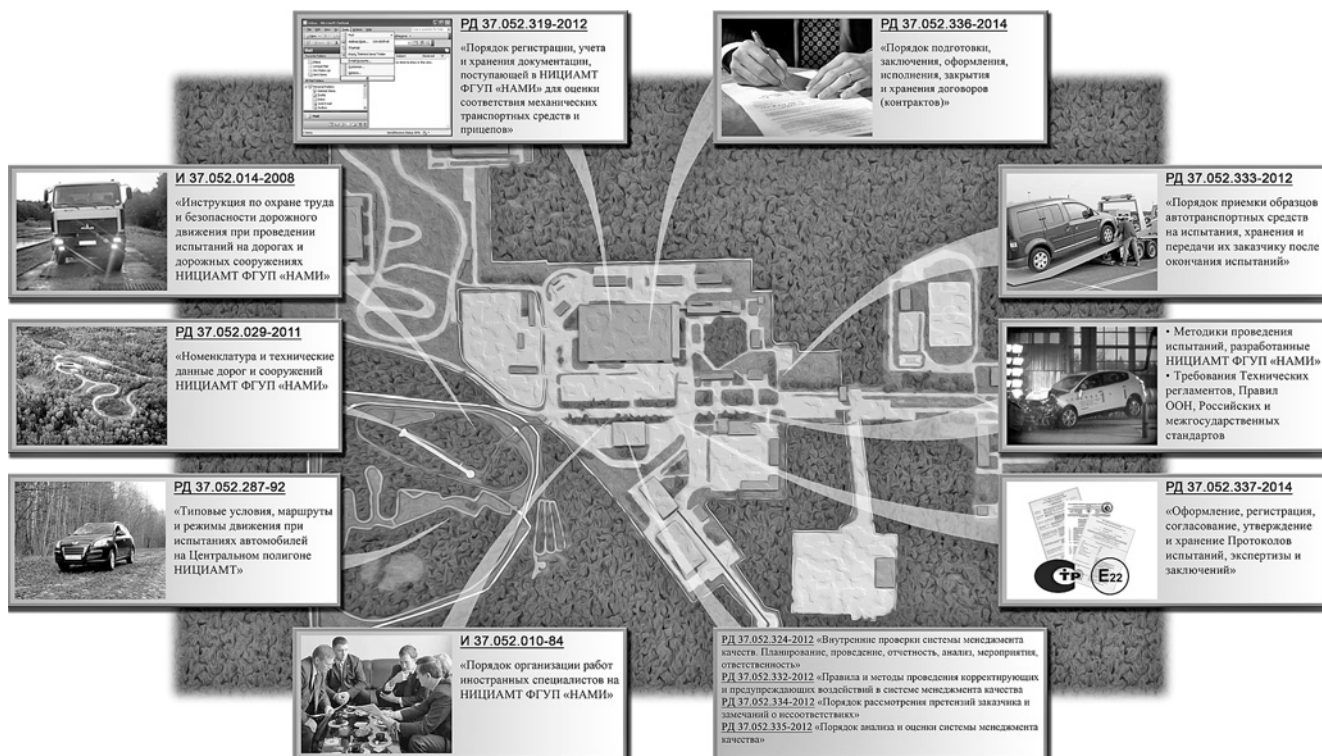 РД 37.052.319-2012
«Порядок регистрации, учета
и хранения документации,
поступающей в НИЦИАМТ
ФГУП «НАМИ» для оценки
соответствия механических
транспортных средств и
прицепов»
РД 37.052.336-2014
«Порядок подготовки,
заключения, оформления,
исполнения, закрытия
и хранения договоров
(контрактов)»
И 37.052.014-2008
«Инструкция по охране труда
и безопасности дорожного
движения при проведении
испытаний на дорогах и
дорожных сооружениях
НИЦИАМТ ФГУП «НАМИ»
РД 37.052.333-2012
«Порядок приемки образцов
автотранспортных средств
на испытания, хранения и
передачи их заказчику после
окончания испытаний»
РД 37.052.029-2011
«Номенклатура и технические
данные дорог и сооружений
НИЦИАМТ ФГУП «НАМИ»
• Методики проведения
испытаний, разработанные
НИЦИАМТ ФГУП «НАМИ»
• Требования Технических
регламентов, Правил
ООН, Российских и
межгосударственных
стандартов
РД 37.052.287-92
«Типовые условия, маршруты
и режимы движения при
испытаниях автомобилей
на Центральном полигоне
НИЦИАМТ»
РД 37.052.337-2014
«Оформление, регистрация,
согласование, утверждение
и хранение Протоколов
испытаний, экспертизы и
заключений»
E22
И 37.052.010-84
«Порядок организации работ
иностранных специалистов на
НИЦИАМТ ФГУП «НАМИ»
РД 37.052.324-2012 «Внутренние проверки системы менеджмента
качеств. Планирование, проведение, отчетность, анализ, мероприятия,
ответственность»
РД 37.052.332-2012 «Правила и методы проведения корректирующих
и предупреждающих воздействий в системе менеджмента качества
РД 37.052.334-2012 «Порядок рассмотрения претензий заказчика и
замечаний о несоответствиях»
РД 37.052.335-2012 «Порядок анализа и оценки системы менеджмента
качества»